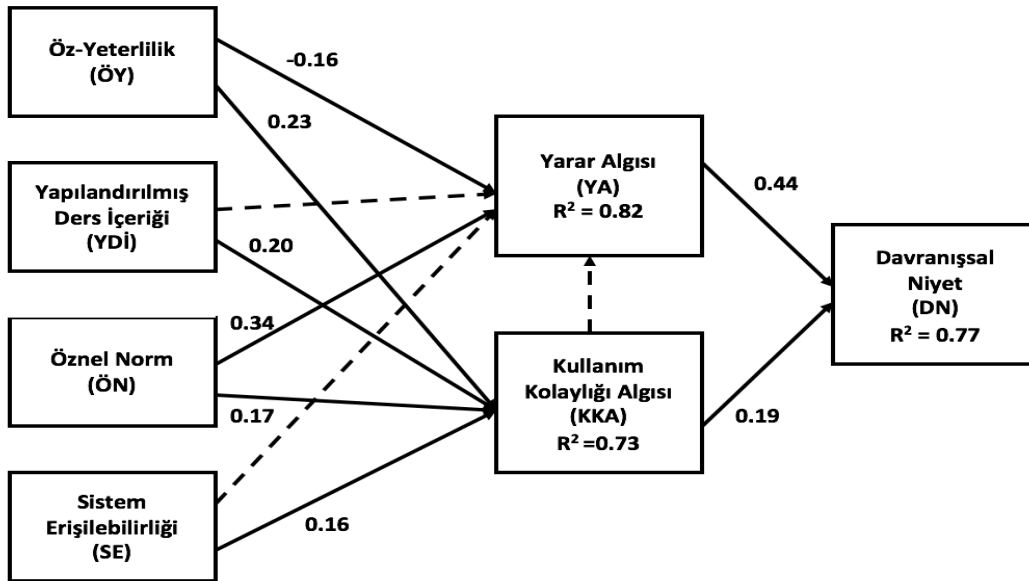 Öz-Yeterlilik
(ÖY)
-0.16
0.23
Yapılandırılmış
Ders İçeriği
(YDİ)
0.20
Öznel Norm
(ÖN)
0.34
0.17
Sistem
Erişilebilirliği
(SE)
0.16
Yarar Algısı
(YA)
R² = 0.82
Kullanım
Kolaylığı Algısı
(KKA)
R² =0.73
0.44
0.19
Davranışsal
Niyet
(DN)
R² = 0.77